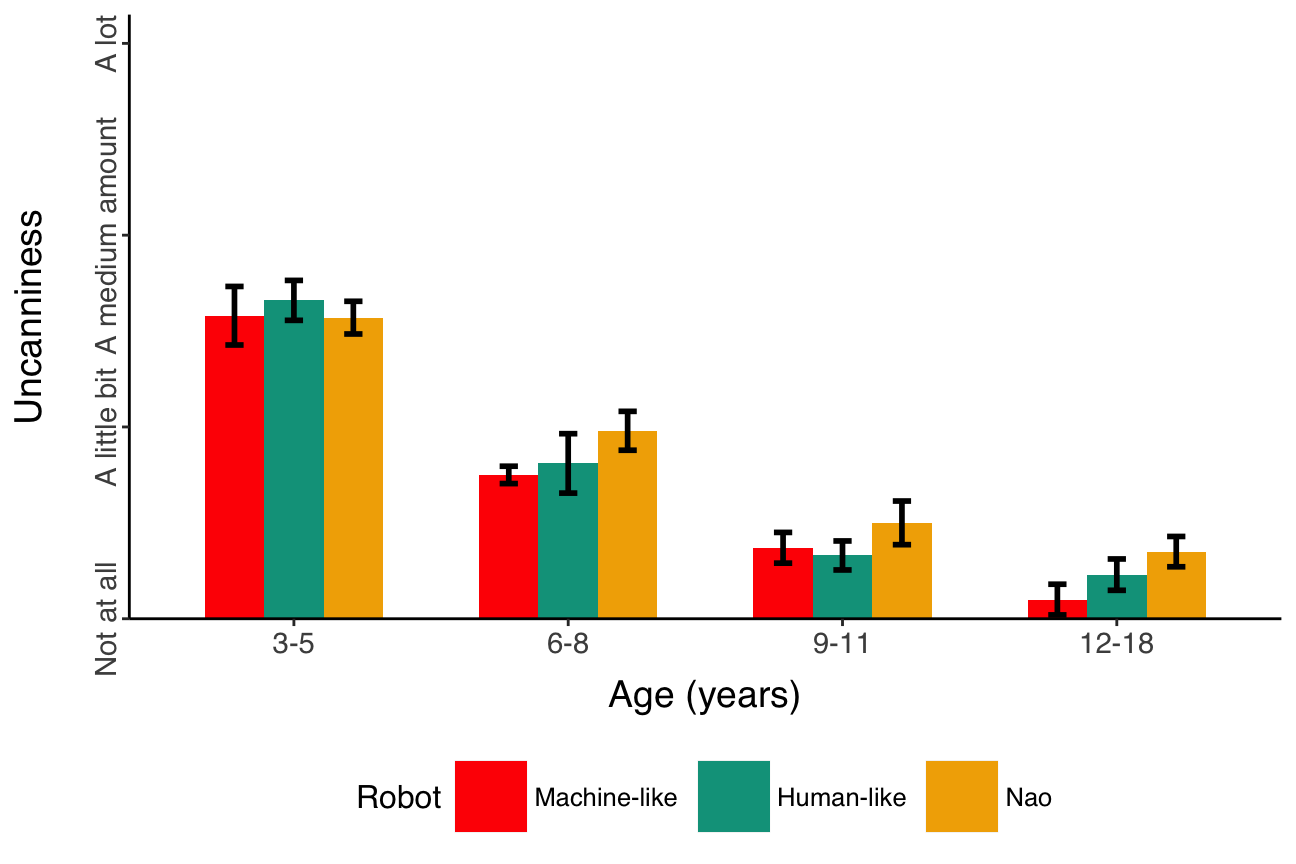 Uncanniness
A lot
A medium amount
A little bit
Not at all
3-5 6-8 9-11 12-18
Age (years)
Robot Machine-like Human-like Nao